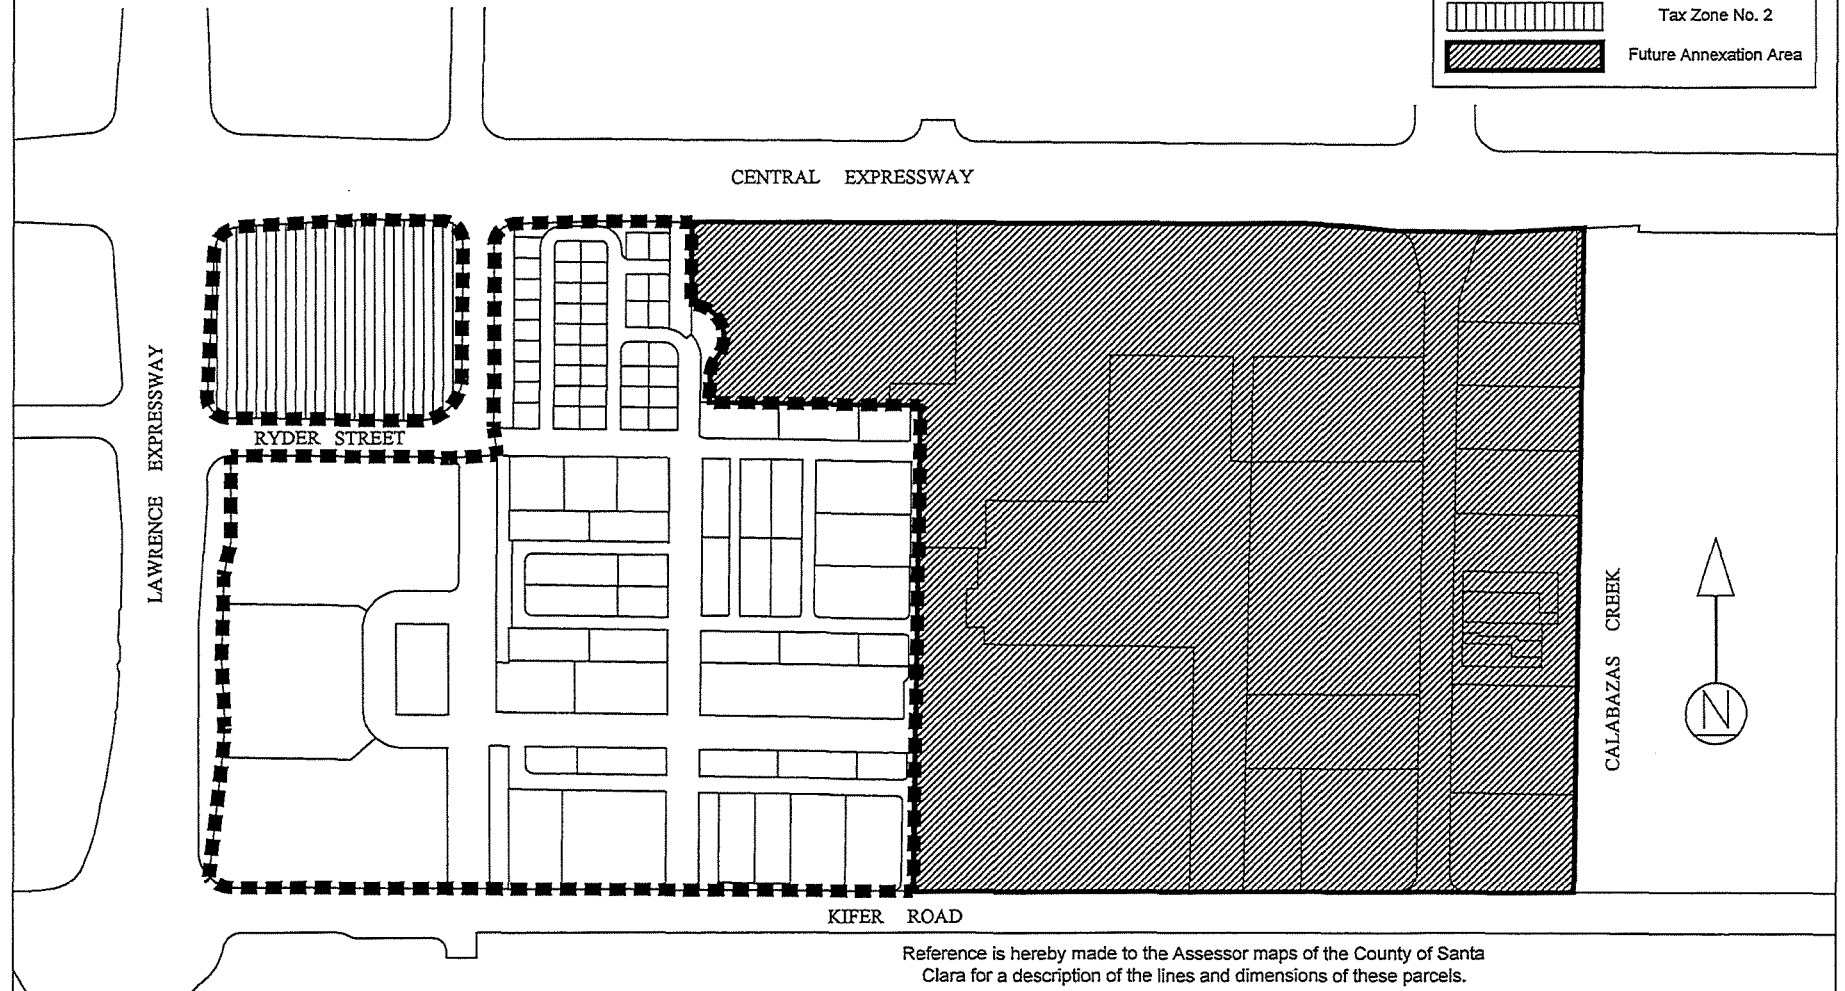 Tax Zone No. 2
Future Annexation Area
CENTRAL EXPRESSWAY
LAWRENCE EXPRESSWAY
RYDER STREET
CALABAZAS CREEK
N
KIFER ROAD
Reference is hereby made to the Assessor maps of the County of Santa
Clara for a description of the lines and dimensions of these parcels.